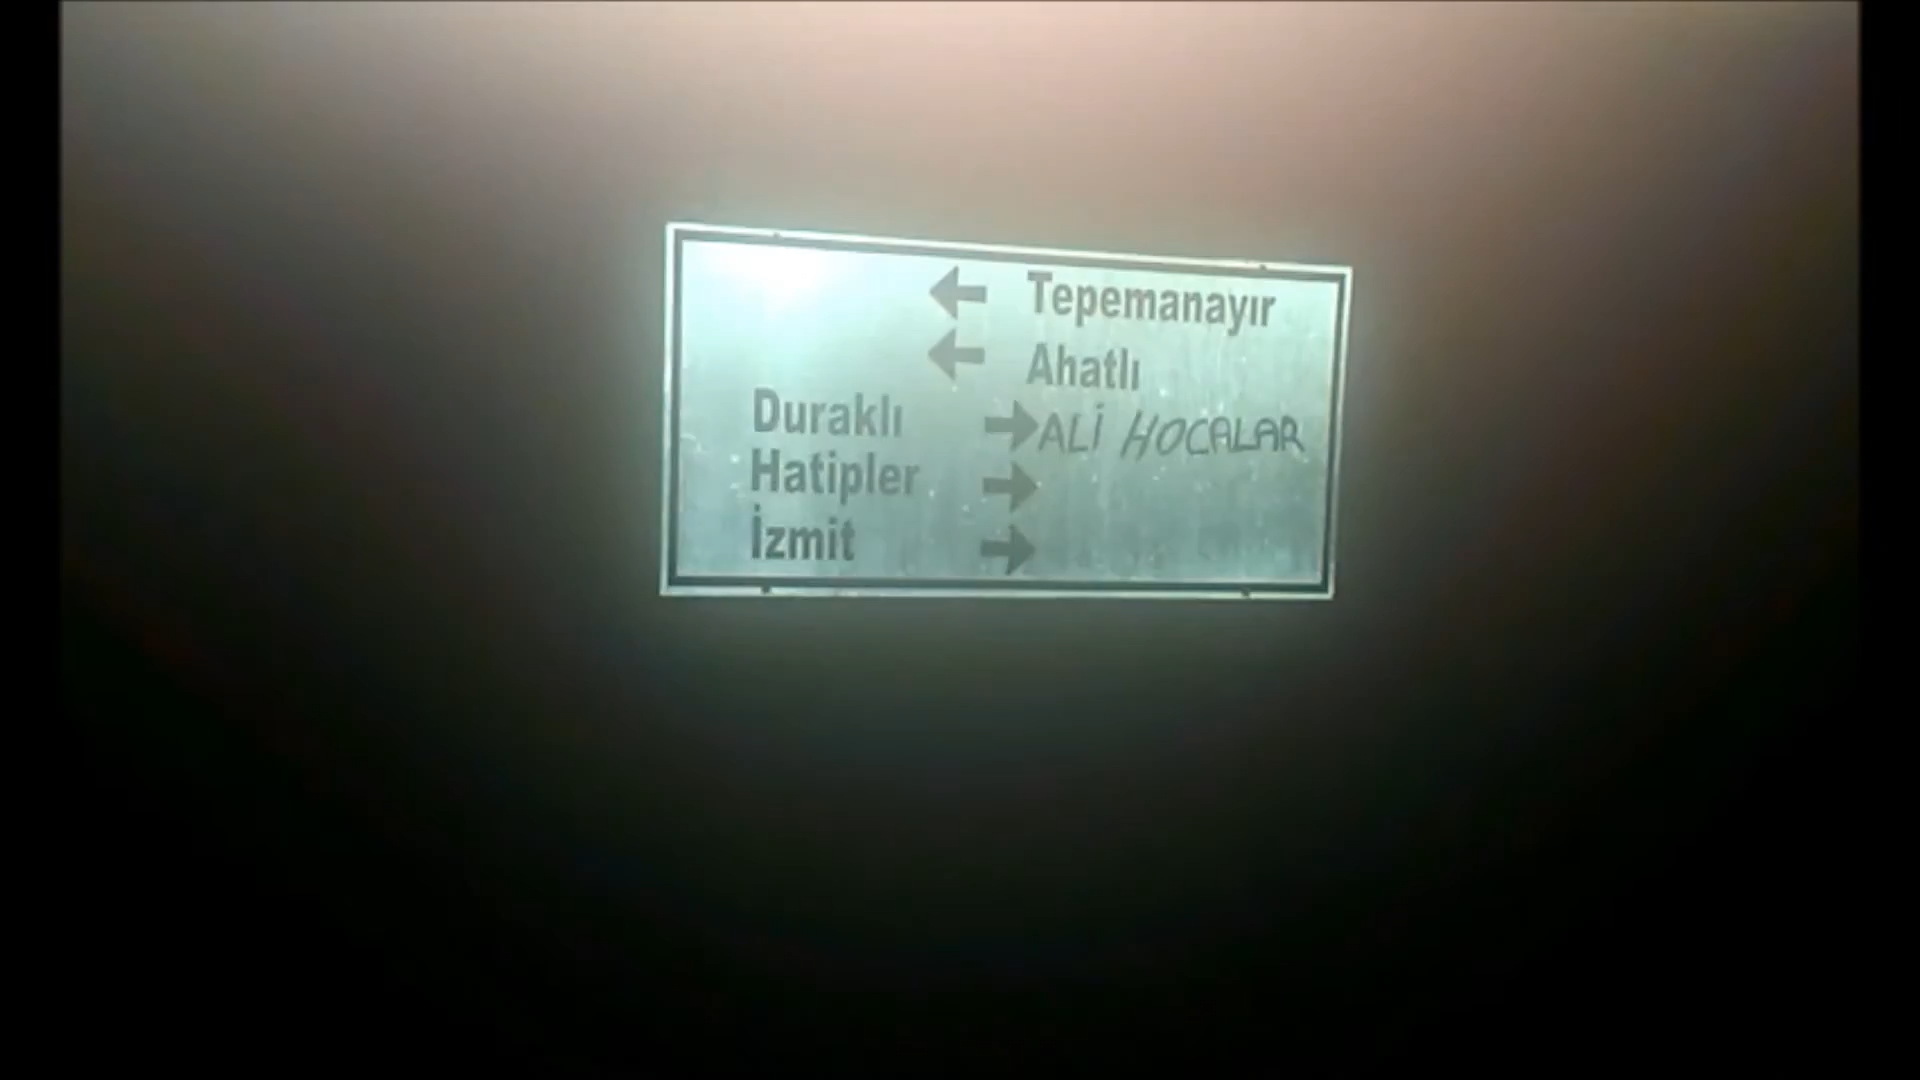 Tepemanayır
Ahatlı
Duraklı ALİ HOCALAR
Hatipler
İzmit